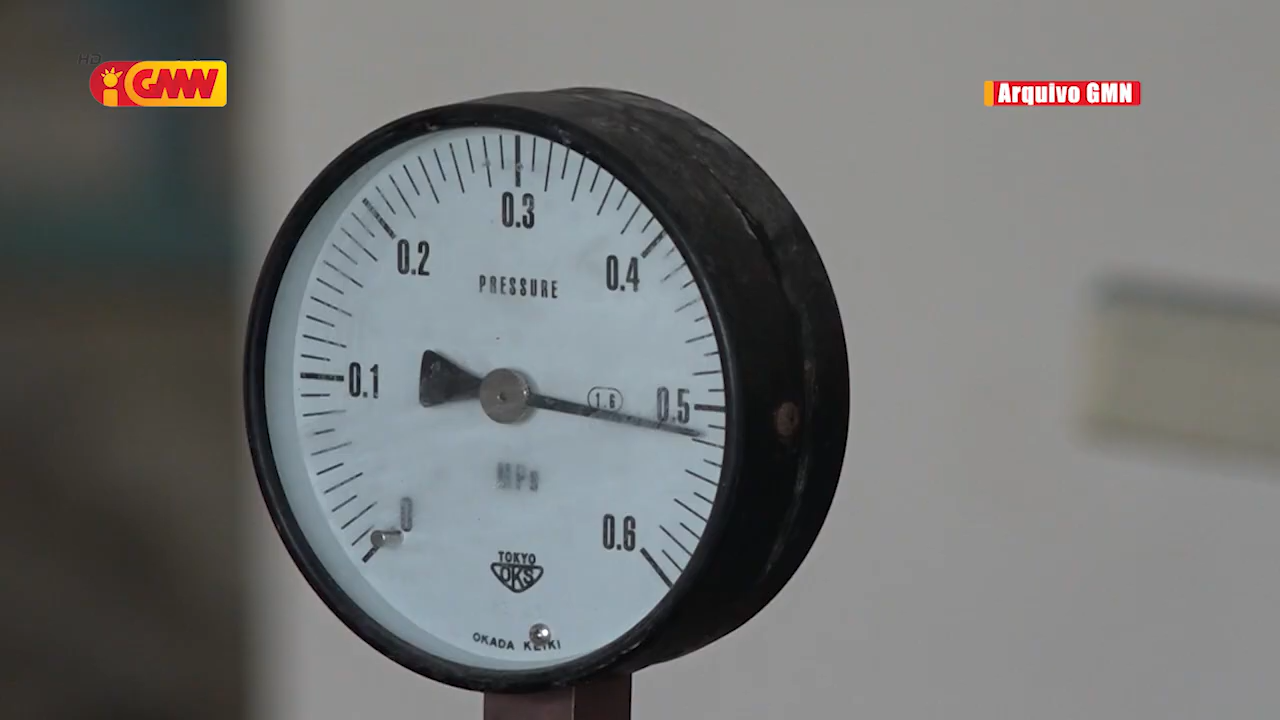 HD
GMN
Arquivo GMN
0.3
0.2
0.4
PRESSURE
0.1
1.6
0.5
MPa
0
0.6
TOKYO
OKS
OKADA KEIKI